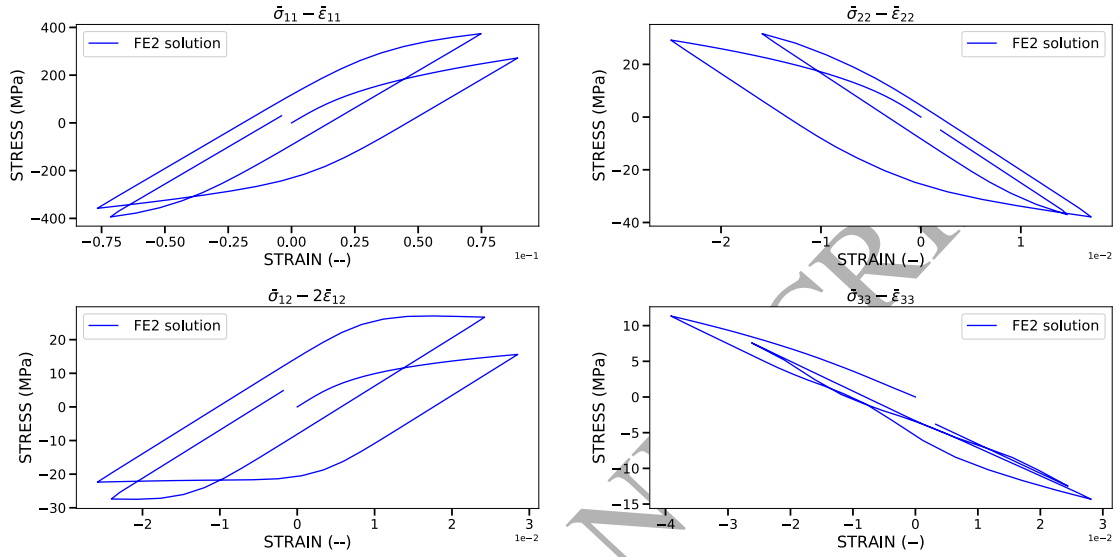 σ̄₁₁ − ε̄₁₁
FE2 solution
STRESS (MPa)
400
200
0
−200
−400
−0.75
−0.50
−0.25
0.00
0.25
0.50
0.75
1e-1
STRAIN (--)
σ̄₂₂ − ε̄₂₂
FE2 solution
STRESS (MPa)
20
0
−20
−40
−2
−1
0
1
1e-2
STRAIN (−)
σ̄₁₂ − 2ε̄₁₂
FE2 solution
STRESS (MPa)
20
10
0
−10
−20
−30
−2
−1
0
1
2
3
1e-2
STRAIN (--)
σ̄₃₃ − ε̄₃₃
FE2 solution
STRESS (MPa)
10
5
0
−5
−10
−15
−4
−3
−2
−1
0
1
2
3
1e-2
STRAIN (−)